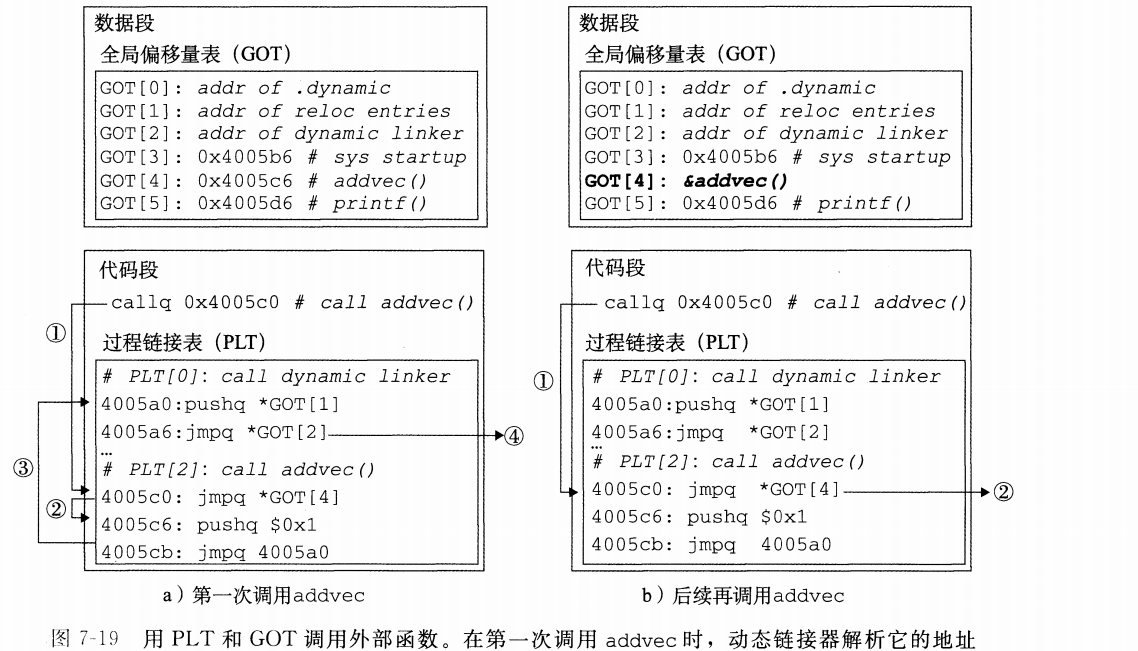 数据段
全局偏移量表（GOT）
GOT[0]: addr of .dynamic
GOT[1]: addr of reloc entries
GOT[2]: addr of dynamic linker
GOT[3]: 0x4005b6 # sys startup
GOT[4]: 0x4005c6 # addvec()
GOT[5]: 0x4005d6 # printf()
代码段
callq 0x4005c0 # call addvec()
①
过程链接表（PLT）
# PLT[0]: call dynamic linker
4005a0:pushq *GOT[1]
4005a6:jmpq *GOT[2]
④
…
③
# PLT[2]: call addvec()
4005c0: jmpq *GOT[4]
②
4005c6: pushq $0x1
4005cb: jmpq 4005a0
a）第一次调用addvec
数据段
全局偏移量表（GOT）
GOT[0]: addr of .dynamic
GOT[1]: addr of reloc entries
GOT[2]: addr of dynamic linker
GOT[3]: 0x4005b6 # sys startup
GOT[4]: &addvec()
GOT[5]: 0x4005d6 # printf()
代码段
callq 0x4005c0 # call addvec()
过程链接表（PLT）
①
# PLT[0]: call dynamic linker
4005a0:pushq *GOT[1]
4005a6:jmpq *GOT[2]
…
# PLT[2]: call addvec()
4005c0: jmpq *GOT[4]
②
4005c6: pushq $0x1
4005cb: jmpq 4005a0
b）后续再调用addvec
图 7-19 用 PLT 和 GOT 调用外部函数。在第一次调用 addvec 时，动态链接器解析它的地址